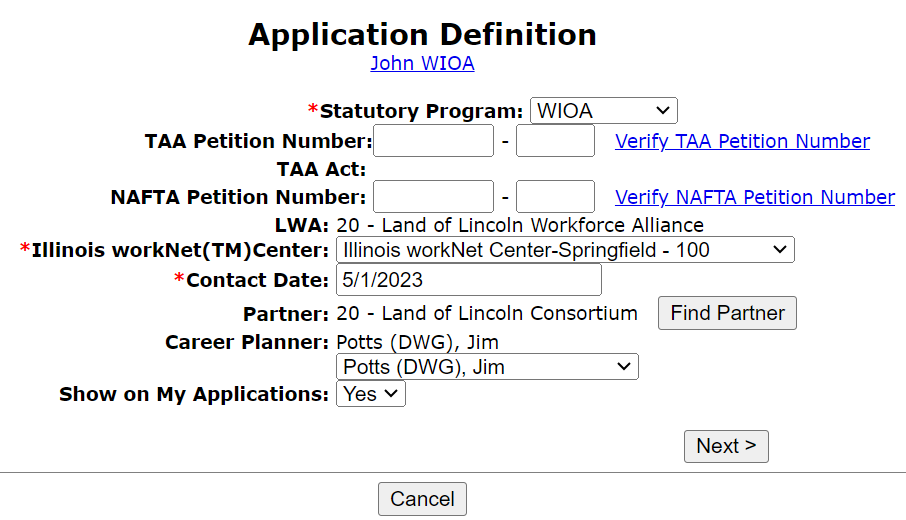 Application Definition
John WIOA
*Statutory Program: WIOA
TAA Petition Number: - Verify TAA Petition Number
TAA Act:
NAFTA Petition Number: - Verify NAFTA Petition Number
LWA: 20 - Land of Lincoln Workforce Alliance
*Illinois workNet(TM)Center: Illinois workNet Center-Springfield - 100
*Contact Date: 5/1/2023
Partner: 20 - Land of Lincoln Consortium Find Partner
Career Planner: Potts (DWG), Jim
Potts (DWG), Jim
Show on My Applications: Yes
Next >
Cancel